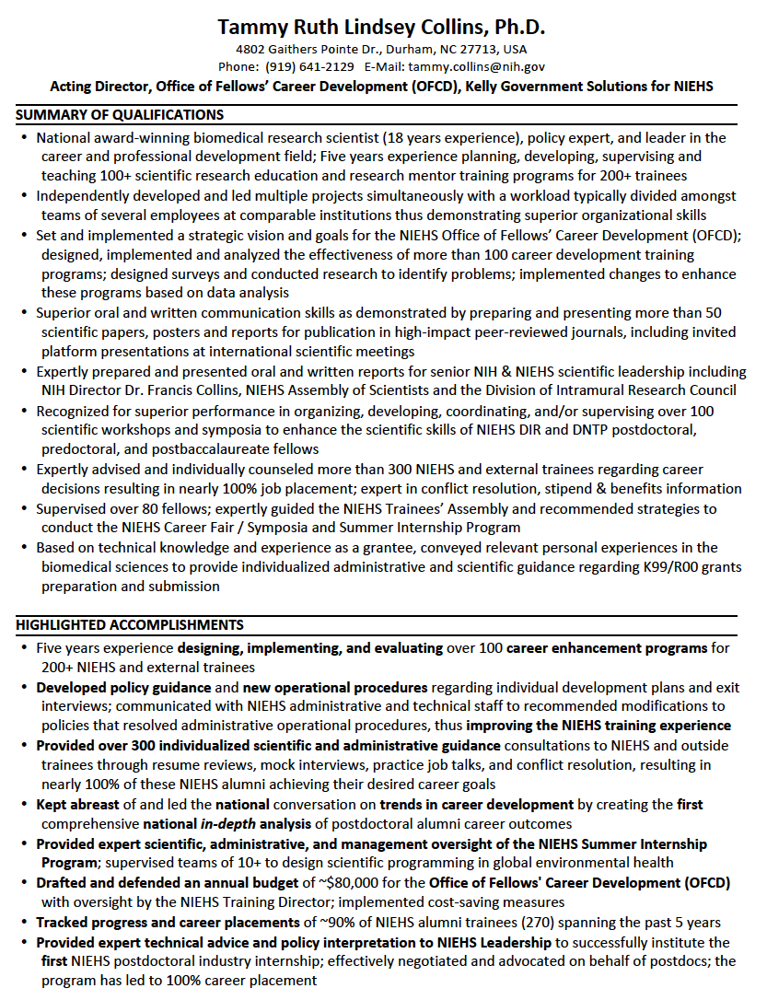 Tammy Ruth Lindsey Collins, Ph.D.
4802 Gaithers Pointe Dr., Durham, NC 27713, USA
Phone: (919) 641-2129 E-Mail: tammy.collins@nih.gov
Acting Director, Office of Fellows' Career Development (OFCD), Kelly Government Solutions for NIEHS
SUMMARY OF QUALIFICATIONS
• National award-winning biomedical research scientist (18 years experience), policy expert, and leader in the
career and professional development field; Five years experience planning, developing, supervising and
teaching 100+ scientific research education and research mentor training programs for 200+ trainees
• Independently developed and led multiple projects simultaneously with a workload typically divided amongst
teams of several employees at comparable institutions thus demonstrating superior organizational skills
• Set and implemented a strategic vision and goals for the NIEHS Office of Fellows' Career Development (OFCD);
designed, implemented and analyzed the effectiveness of more than 100 career development training
programs; designed surveys and conducted research to identify problems; implemented changes to enhance
these programs based on data analysis
• Superior oral and written communication skills as demonstrated by preparing and presenting more than 50
scientific papers, posters and reports for publication in high-impact peer-reviewed journals, including invited
platform presentations at international scientific meetings
• Expertly prepared and presented oral and written reports for senior NIH & NIEHS scientific leadership including
NIH Director Dr. Francis Collins, NIEHS Assembly of Scientists and the Division of Intramural Research Council
• Recognized for superior performance in organizing, developing, coordinating, and/or supervising over 100
scientific workshops and symposia to enhance the scientific skills of NIEHS DIR and DNTP postdoctoral,
predoctoral, and postbaccalaureate fellows
• Expertly advised and individually counseled more than 300 NIEHS and external trainees regarding career
decisions resulting in nearly 100% job placement; expert in conflict resolution, stipend & benefits information
• Supervised over 80 fellows; expertly guided the NIEHS Trainees' Assembly and recommended strategies to
conduct the NIEHS Career Fair / Symposia and Summer Internship Program
• Based on technical knowledge and experience as a grantee, conveyed relevant personal experiences in the
biomedical sciences to provide individualized administrative and scientific guidance regarding K99/R00 grants
preparation and submission
HIGHLIGHTED ACCOMPLISHMENTS
• Five years experience designing, implementing, and evaluating over 100 career enhancement programs for
200+ NIEHS and external trainees
• Developed policy guidance and new operational procedures regarding individual development plans and exit
interviews; communicated with NIEHS administrative and technical staff to recommended modifications to
policies that resolved administrative operational procedures, thus improving the NIEHS training experience
• Provided over 300 individualized scientific and administrative guidance consultations to NIEHS and outside
trainees through resume reviews, mock interviews, practice job talks, and conflict resolution, resulting in
nearly 100% of these NIEHS alumni achieving their desired career goals
• Kept abreast of and led the national conversation on trends in career development by creating the first
comprehensive national in-depth analysis of postdoctoral alumni career outcomes
• Provided expert scientific, administrative, and management oversight of the NIEHS Summer Internship
Program; supervised teams of 10+ to design scientific programming in global environmental health
• Drafted and defended an annual budget of ~$80,000 for the Office of Fellows' Career Development (OFCD)
with oversight by the NIEHS Training Director; implemented cost-saving measures
• Tracked progress and career placements of ~90% of NIEHS alumni trainees (270) spanning the past 5 years
• Provided expert technical advice and policy interpretation to NIEHS Leadership to successfully institute the
first NIEHS postdoctoral industry internship; effectively negotiated and advocated on behalf of postdocs; the
program has led to 100% career placement